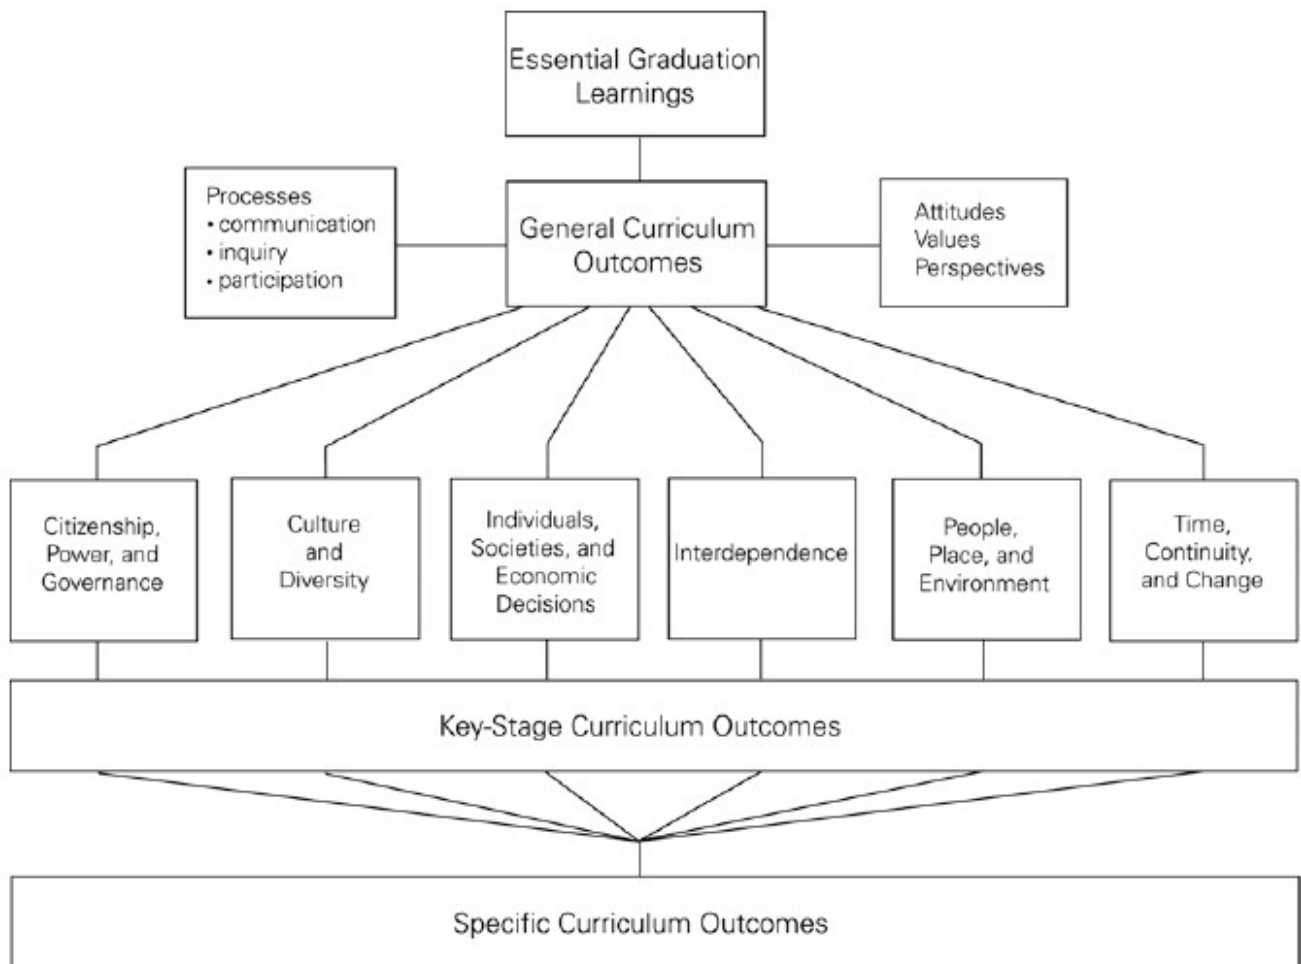 Essential Graduation
Learnings
Processes
• communication
• inquiry
• participation
General Curriculum
Outcomes
Attitudes
Values
Perspectives
Citizenship,
Power, and
Governance
Culture
and
Diversity
Individuals,
Societies, and
Economic
Decisions
Interdependence
People,
Place, and
Environment
Time,
Continuity,
and Change
Key-Stage Curriculum Outcomes
Specific Curriculum Outcomes